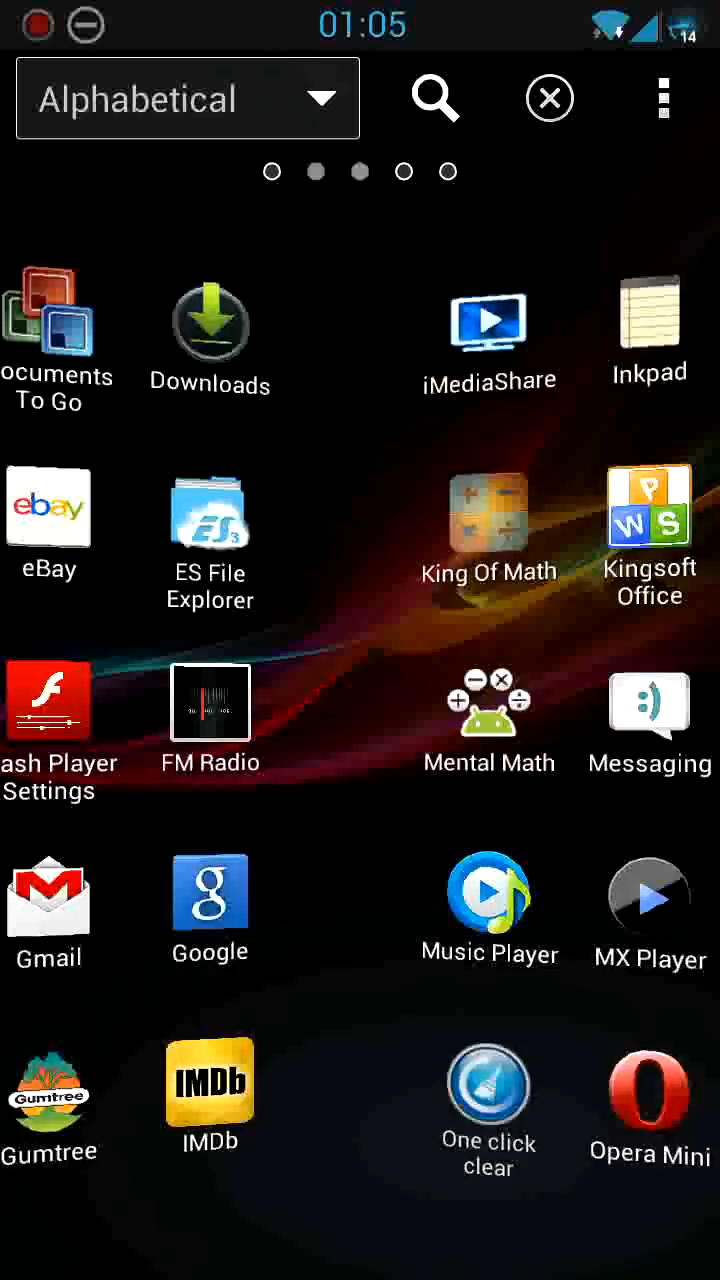 01:05
14
Alphabetical
ocuments
To Go
Downloads
iMediaShare
Inkpad
ebay
eBay
ES 3
ES File
Explorer
King Of Math
P
W S
Kingsoft
Office
ash Player
Settings
FM Radio
Mental Math
:)
Messaging
M
Gmail
g
Google
Music Player
MX Player
Gumtree
Gumtree
IMDb
IMDb
One click
clear
Opera Mini